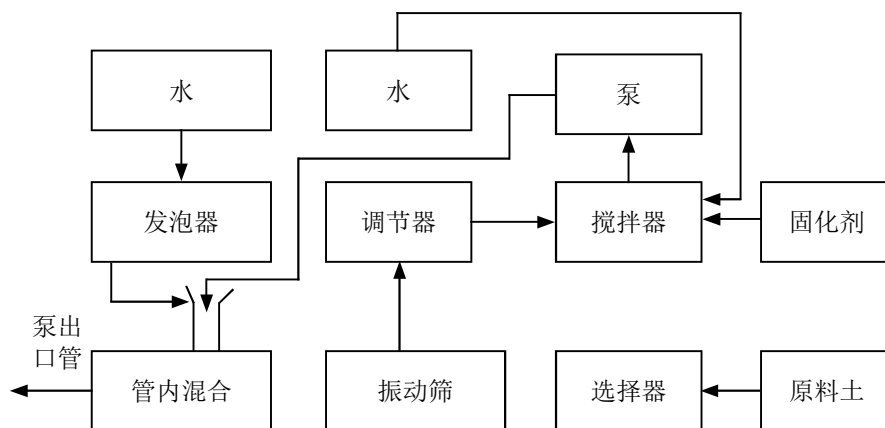 水
水
泵
发泡器
调节器
搅拌器
固化剂
泵出
口管
管内混合
振动筛
选择器
原料土